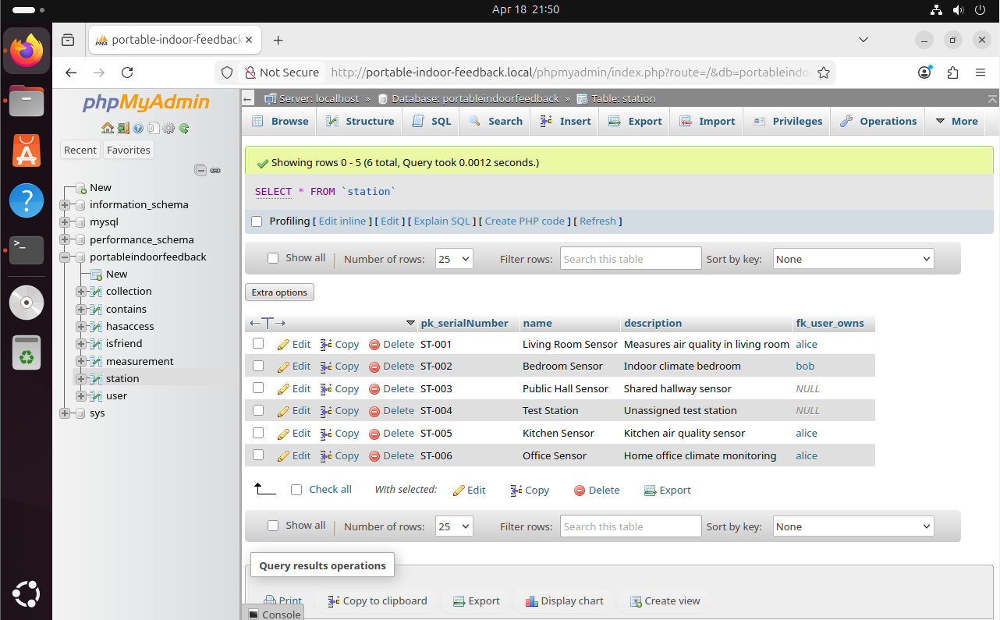 Apr 18 21:50
portable-indoor-feedback
Not Secure http://portable-indoor-feedback.local/phpmyadmin/index.php?route=/&db=portableindo
phpMyAdmin
Recent Favorites
New
information_schema
mysql
performance_schema
portableindoorfeedback
New
collection
contains
hasaccess
isfriend
measurement
station
user
sys
Server: localhost » Database: portableindoorfeedback » Table: station
Browse Structure SQL Search Insert Export Import Privileges Operations More
Showing rows 0 - 5 (6 total, Query took 0.0012 seconds.)
SELECT * FROM `station`
Profiling [ Edit inline ] [ Edit ] [ Explain SQL ] [ Create PHP code ] [ Refresh ]
Show all Number of rows: 25 Filter rows: Search this table Sort by key: None
Extra options
←T→ pk_serialNumber name description fk_user_owns
Edit Copy Delete ST-001 Living Room Sensor Measures air quality in living room alice
Edit Copy Delete ST-002 Bedroom Sensor Indoor climate bedroom bob
Edit Copy Delete ST-003 Public Hall Sensor Shared hallway sensor NULL
Edit Copy Delete ST-004 Test Station Unassigned test station NULL
Edit Copy Delete ST-005 Kitchen Sensor Kitchen air quality sensor alice
Edit Copy Delete ST-006 Office Sensor Home office climate monitoring alice
Check all With selected: Edit Copy Delete Export
Show all Number of rows: 25 Filter rows: Search this table Sort by key: None
Query results operations
Print Copy to clipboard Export Display chart Create view
Console